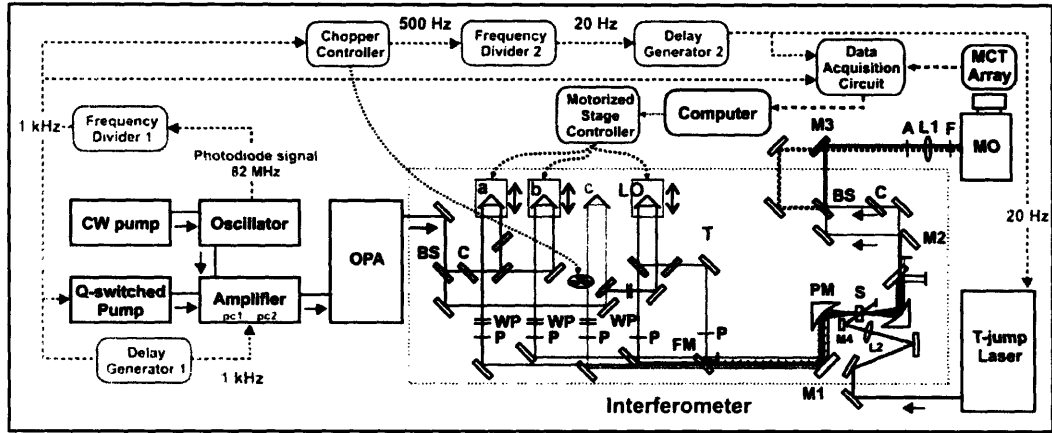 500 Hz
20 Hz
Chopper
Controller
Frequency
Divider 2
Delay
Generator 2
Data
Acquisition
Circuit
MCT
Array
Motorized
Stage
Controller
Computer
1 kHz
Frequency
Divider 1
Photodiode signal
82 MHz
M3
A
L1
F
MO
a
b
c
LO
BS
C
20 Hz
CW pump
Oscillator
OPA
BS
C
T
M2
Q-switched
Pump
Amplifier
pc1
pc2
T
PM
S
WP
WP
WP
P
P
P
P
P
M4
L2
T-jump
Laser
Delay
Generator 1
1 kHz
FM
M1
Interferometer